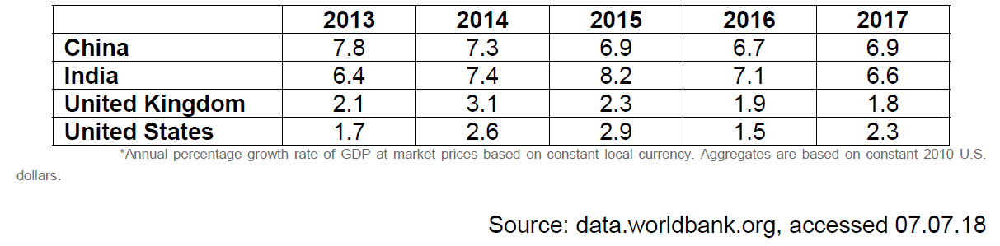 2013 2014 2015 2016 2017
China 7.8 7.3 6.9 6.7 6.9
India 6.4 7.4 8.2 7.1 6.6
United Kingdom 2.1 3.1 2.3 1.9 1.8
United States 1.7 2.6 2.9 1.5 2.3
*Annual percentage growth rate of GDP at market prices based on constant local currency. Aggregates are based on constant 2010 U.S.
dollars.
Source: data.worldbank.org, accessed 07.07.18